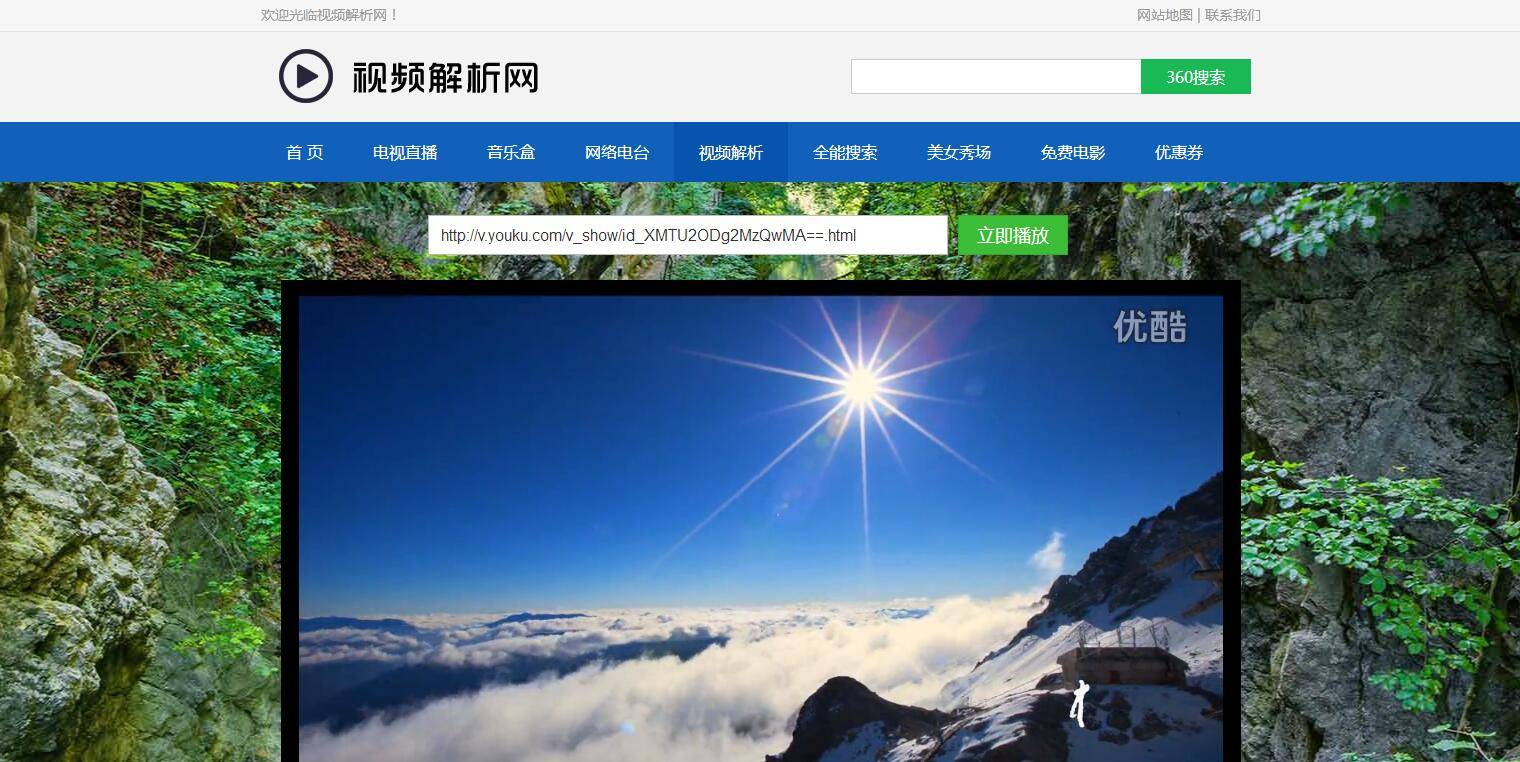 欢迎光临视频解析网！
网站地图 | 联系我们
视频解析网
360搜索
首 页 电视直播 音乐盒 网络电台 视频解析 全能搜索 美女秀场 免费电影 优惠券
http://v.youku.com/v_show/id_XMTU2ODg2MzQwMA==.html
立即播放
优酷